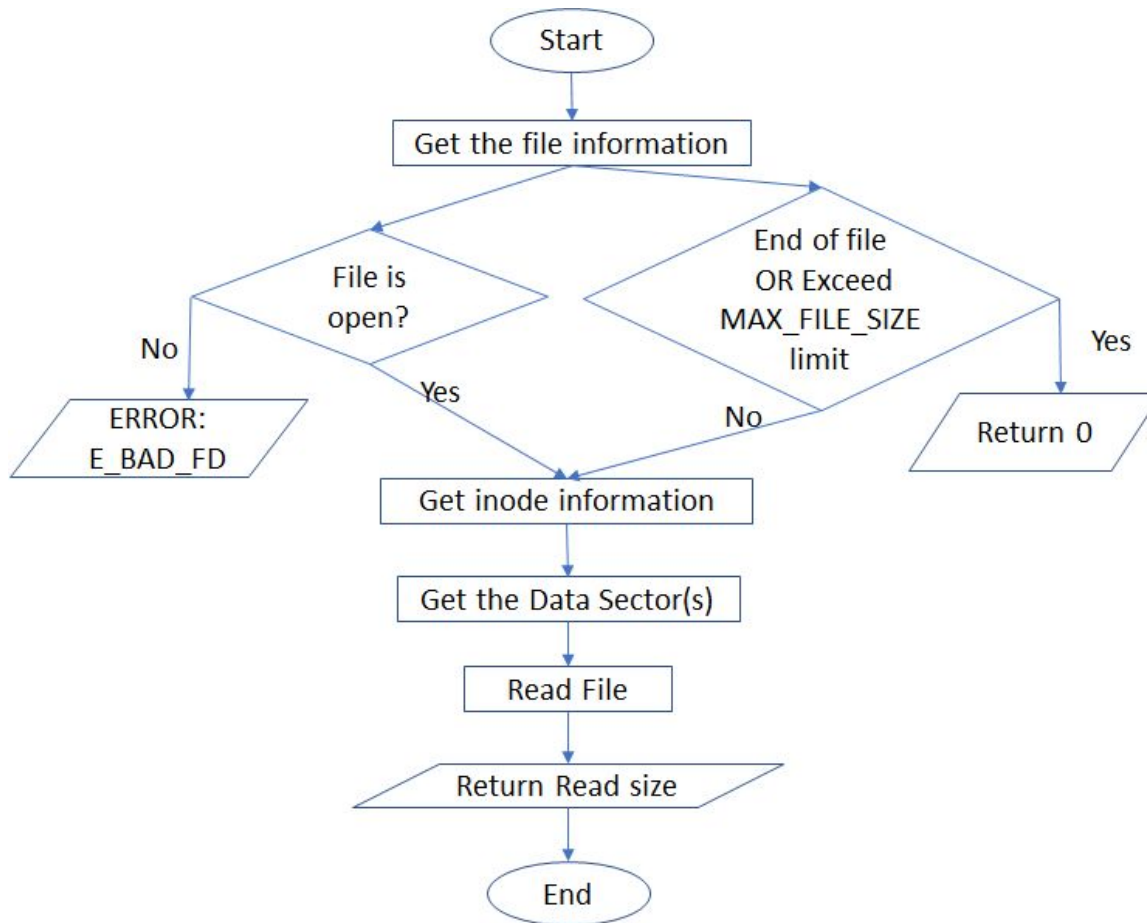 Start
Get the file information
File is
open?
End of file
OR Exceed
MAX_FILE_SIZE
limit
No
Yes
No
Yes
ERROR:
E_BAD_FD
Return 0
Get inode information
Get the Data Sector(s)
Read File
Return Read size
End